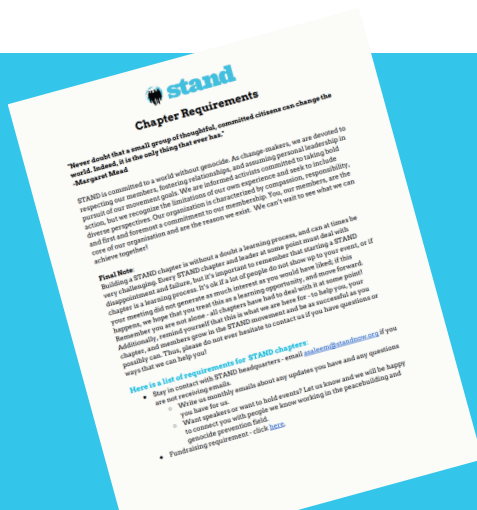 stand
Chapter Requirements
"Never doubt that a small group of thoughtful, committed citizens can change the
world. Indeed, it is the only thing that ever has."
-Margaret Mead
STAND is committed to a world without genocide. As change-makers, we are devoted to
respecting our members, fostering relationships, and assuming personal leadership in
pursuit of our movement goals. We are informed activists committed to taking bold
action, but we recognize the limitations of our own experience and seek to include
diverse perspectives. Our organization is characterized by compassion, responsibility,
and first and foremost a commitment to our membership. You, our members, are the
core of our organization and are the reason we exist.  We can't wait to see what we can
achieve together!
Final Note:
Building a STAND chapter is without a doubt a learning process, and can at times be
very challenging. Every STAND chapter and leader at some point must deal with
disappointment and failure, but it's important to remember that starting a STAND
chapter is a learning process. It's ok if a lot of people do not show up to your event, or if
your meeting did not generate as much interest as you would have liked; if this
happens, we hope that you treat this as a learning opportunity, and move forward.
Remember you are not alone - all chapters have had to deal with it at some point!
Additionally, remind yourself that this is what we are here for - to help you, your
chapter, and members grow in the STAND movement and be as successful as you
possibly can. Thus, please do not ever hesitate to contact us if you have questions or
ways that we can help you!
Here is a list of requirements for STAND chapters:
• Stay in contact with STAND headquarters - email asaleem@standnow.org if you
are not receiving emails.
○ Write us monthly emails about any updates you have and any questions
you have for us.
○ Want speakers or want to hold events? Let us know and we will be happy
to connect you with people we know working in the peacebuilding and
genocide prevention field.
• Fundraising requirement - click here.